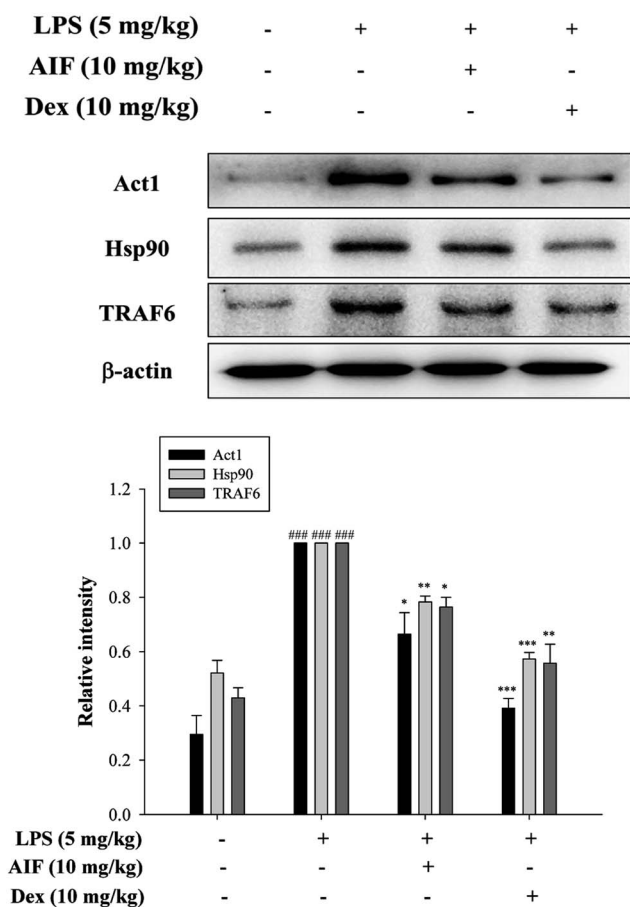 LPS (5 mg/kg) - + + +
AIF (10 mg/kg) - - + -
Dex (10 mg/kg) - - - +
Act1
Hsp90
TRAF6
β-actin
Act1
Hsp90
TRAF6
Relative intensity
1.2
1.0
0.8
0.6
0.4
0.2
0.0
### ### ###
* ** *
*** *** **
LPS (5 mg/kg) - + + +
AIF (10 mg/kg) - - + -
Dex (10 mg/kg) - - - +